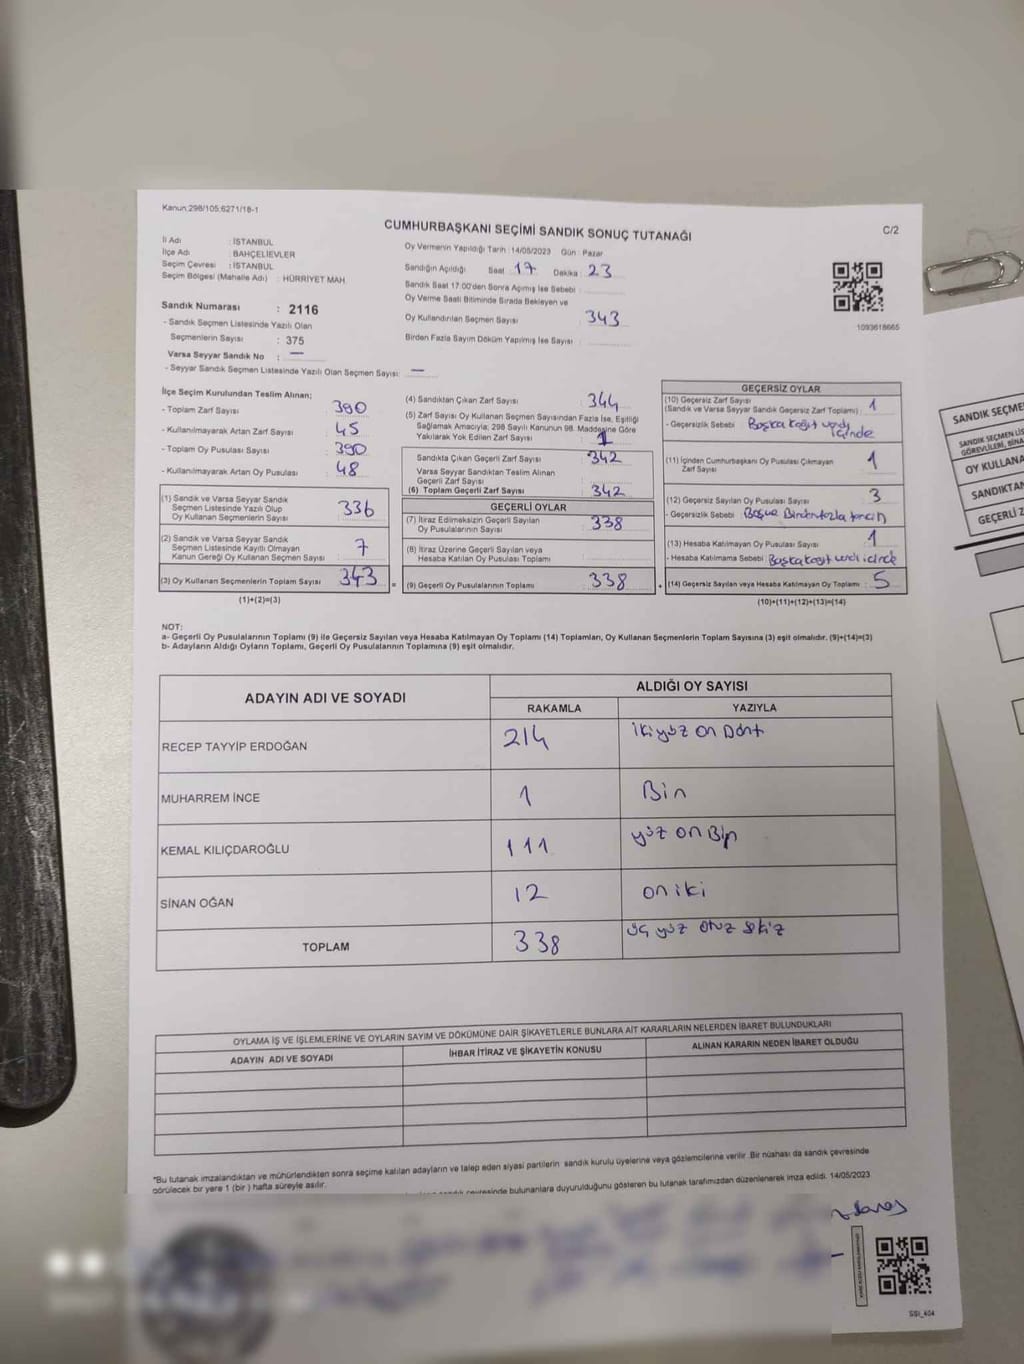 Kanun:298/105;6271/18-1
CUMHURBAŞKANI SEÇİMİ SANDIK SONUÇ TUTANAĞI
C/2
İl Adı : İSTANBUL
İlçe Adı : BAHÇELİEVLER
Seçim Çevresi : İSTANBUL
Seçim Bölgesi (Mahalle Adı) : HÜRRİYET MAH
Sandık Numarası : 2116
- Sandık Seçmen Listesinde Yazılı Olan
Seçmenlerin Sayısı : 375
Varsa Seyyar Sandık No : —
- Seyyar Sandık Seçmen Listesinde Yazılı Olan Seçmen Sayısı: —
Oy Vermenin Yapıldığı Tarih :14/05/2023 Gün : Pazar
Sandığın Açıldığı Saat 17 Dakika 23
Sandık Saat 17.00'den Sonra Açılmış İse Sebebi :
Oy Verme Saati Bitiminde Sırada Bekleyen ve
Oy Kullandırılan Seçmen Sayısı 343
Birden Fazla Sayım Döküm Yapılmış İse Sayısı :
1093618665
İlçe Seçim Kurulundan Teslim Alınan;
- Toplam Zarf Sayısı 390
- Kullanılmayarak Artan Zarf Sayısı 45
- Toplam Oy Pusulası Sayısı 390
- Kullanılmayarak Artan Oy Pusulası 48
(1) Sandık ve Varsa Seyyar Sandık
Seçmen Listesinde Yazılı Olup
Oy Kullanan Seçmenlerin Sayısı 336
(2) Sandık ve Varsa Seyyar Sandık
Seçmen Listesinde Kayıtlı Olmayan
Kanun Gereği Oy Kullanan Seçmen Sayısı 7
(3) Oy Kullanan Seçmenlerin Toplam Sayısı 343 =
(1)+(2)=(3)
(4) Sandıktan Çıkan Zarf Sayısı 344
(5) Zarf Sayısı Oy Kullanan Seçmen Sayısından Fazla İse, Eşitliği
Sağlamak Amacıyla; 298 Sayılı Kanunun 98. Maddesine Göre
Yakılarak Yok Edilen Zarf Sayısı 1
Sandıkta Çıkan Geçerli Zarf Sayısı 342
Varsa Seyyar Sandıktan Teslim Alınan
Geçerli Zarf Sayısı
(6) Toplam Geçerli Zarf Sayısı 342
GEÇERLİ OYLAR
(7) İtiraz Edilmeksizin Geçerli Sayılan
Oy Pusulalarının Sayısı 338
(8) İtiraz Üzerine Geçerli Sayılan veya
Hesaba Katılan Oy Pusulası Toplamı
(9) Geçerli Oy Pusulalarının Toplamı 338 +
GEÇERSİZ OYLAR
(10) Geçersiz Zarf Sayısı
(Sandık ve Varsa Seyyar Sandık Geçersiz Zarf Toplamı) 1
- Geçersizlik Sebebi Başka kağıt vardı
içinde
(11) İçinden Cumhurbaşkanı Oy Pusulası Çıkmayan
Zarf Sayısı 1
(12) Geçersiz Sayılan Oy Pusulası Sayısı 3
- Geçersizlik Sebebi
(13) Hesaba Katılmayan Oy Pusulası Sayısı 1
- Hesaba Katılmama Sebebi Başka kağıt vardı içinde
(14) Geçersiz Sayılan veya Hesaba Katılmayan Oy Toplamı : 5
(10)+(11)+(12)+(13)=(14)
NOT:
a- Geçerli Oy Pusulalarının Toplamı (9) ile Geçersiz Sayılan veya Hesaba Katılmayan Oy Toplamı (14) Toplamları, Oy Kullanan Seçmenlerin Toplam Sayısına (3) eşit olmalıdır. (9)+(14)=(3)
b- Adayların Aldığı Oyların Toplamı, Geçerli Oy Pusulalarının Toplamına (9) eşit olmalıdır.
ADAYIN ADI VE SOYADI
ALDIĞI OY SAYISI
RAKAMLA YAZIYLA
RECEP TAYYİP ERDOĞAN 214 iki yüz on Dört
MUHARREM İNCE 1 Bir
KEMAL KILIÇDAROĞLU 111 yüz on Bir
SİNAN OĞAN 12 on iki
TOPLAM 338 üç yüz otuz sekiz
OYLAMA İŞ VE İŞLEMLERİNE VE OYLARIN SAYIM VE DÖKÜMÜNE DAİR ŞİKAYETLERLE BUNLARA AİT KARARLARIN NELERDEN İBARET BULUNDUKLARI
ADAYIN ADI VE SOYADI İHBAR İTİRAZ VE ŞİKAYETİN KONUSU ALINAN KARARIN NEDEN İBARET OLDUĞU
*Bu tutanak imzalandıktan ve mühürlendikten sonra seçime katılan adayların ve talep eden siyasi partilerin sandık kurulu üyelerine veya gözlemcilerine verilir. Bir nüshası da sandık çevresinde
görülecek bir yere 1 (bir) hafta süreyle asılır.
çevresinde bulunanlara duyurulduğunu gösteren bu tutanak tarafımızdan düzenlenerek imza edildi. 14/05/2023
SSI_404
SANDIK SEÇME
SANDIK SEÇMEN LİS
GÖREVLİLERİ, BİNA
OY KULLANA
SANDIKTAN
GEÇERLİ Z